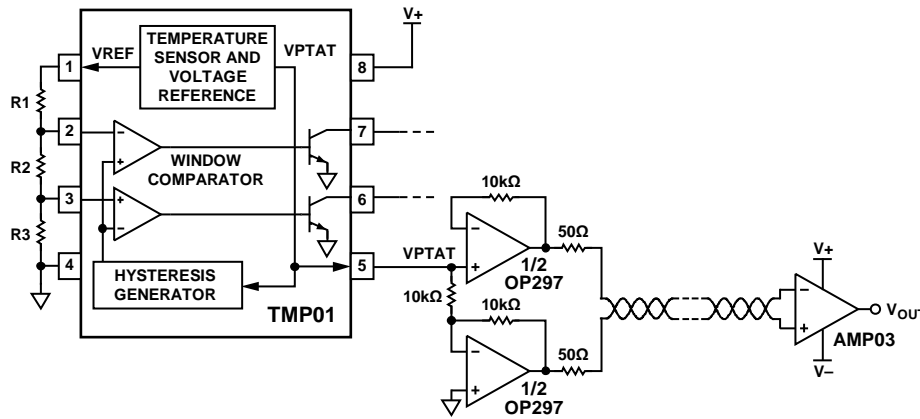 V+
TEMPERATURE
SENSOR AND
VOLTAGE
REFERENCE
VREF
VPTAT
1
8
R1
2
7
R2
WINDOW
COMPARATOR
3
6
R3
4
HYSTERESIS
GENERATOR
5
TMP01
VPTAT
10kΩ
50Ω
1/2
OP297
10kΩ
10kΩ
50Ω
1/2
OP297
V+
VOUT
AMP03
V–
−
+
−
+
−
+
−
+
−
+